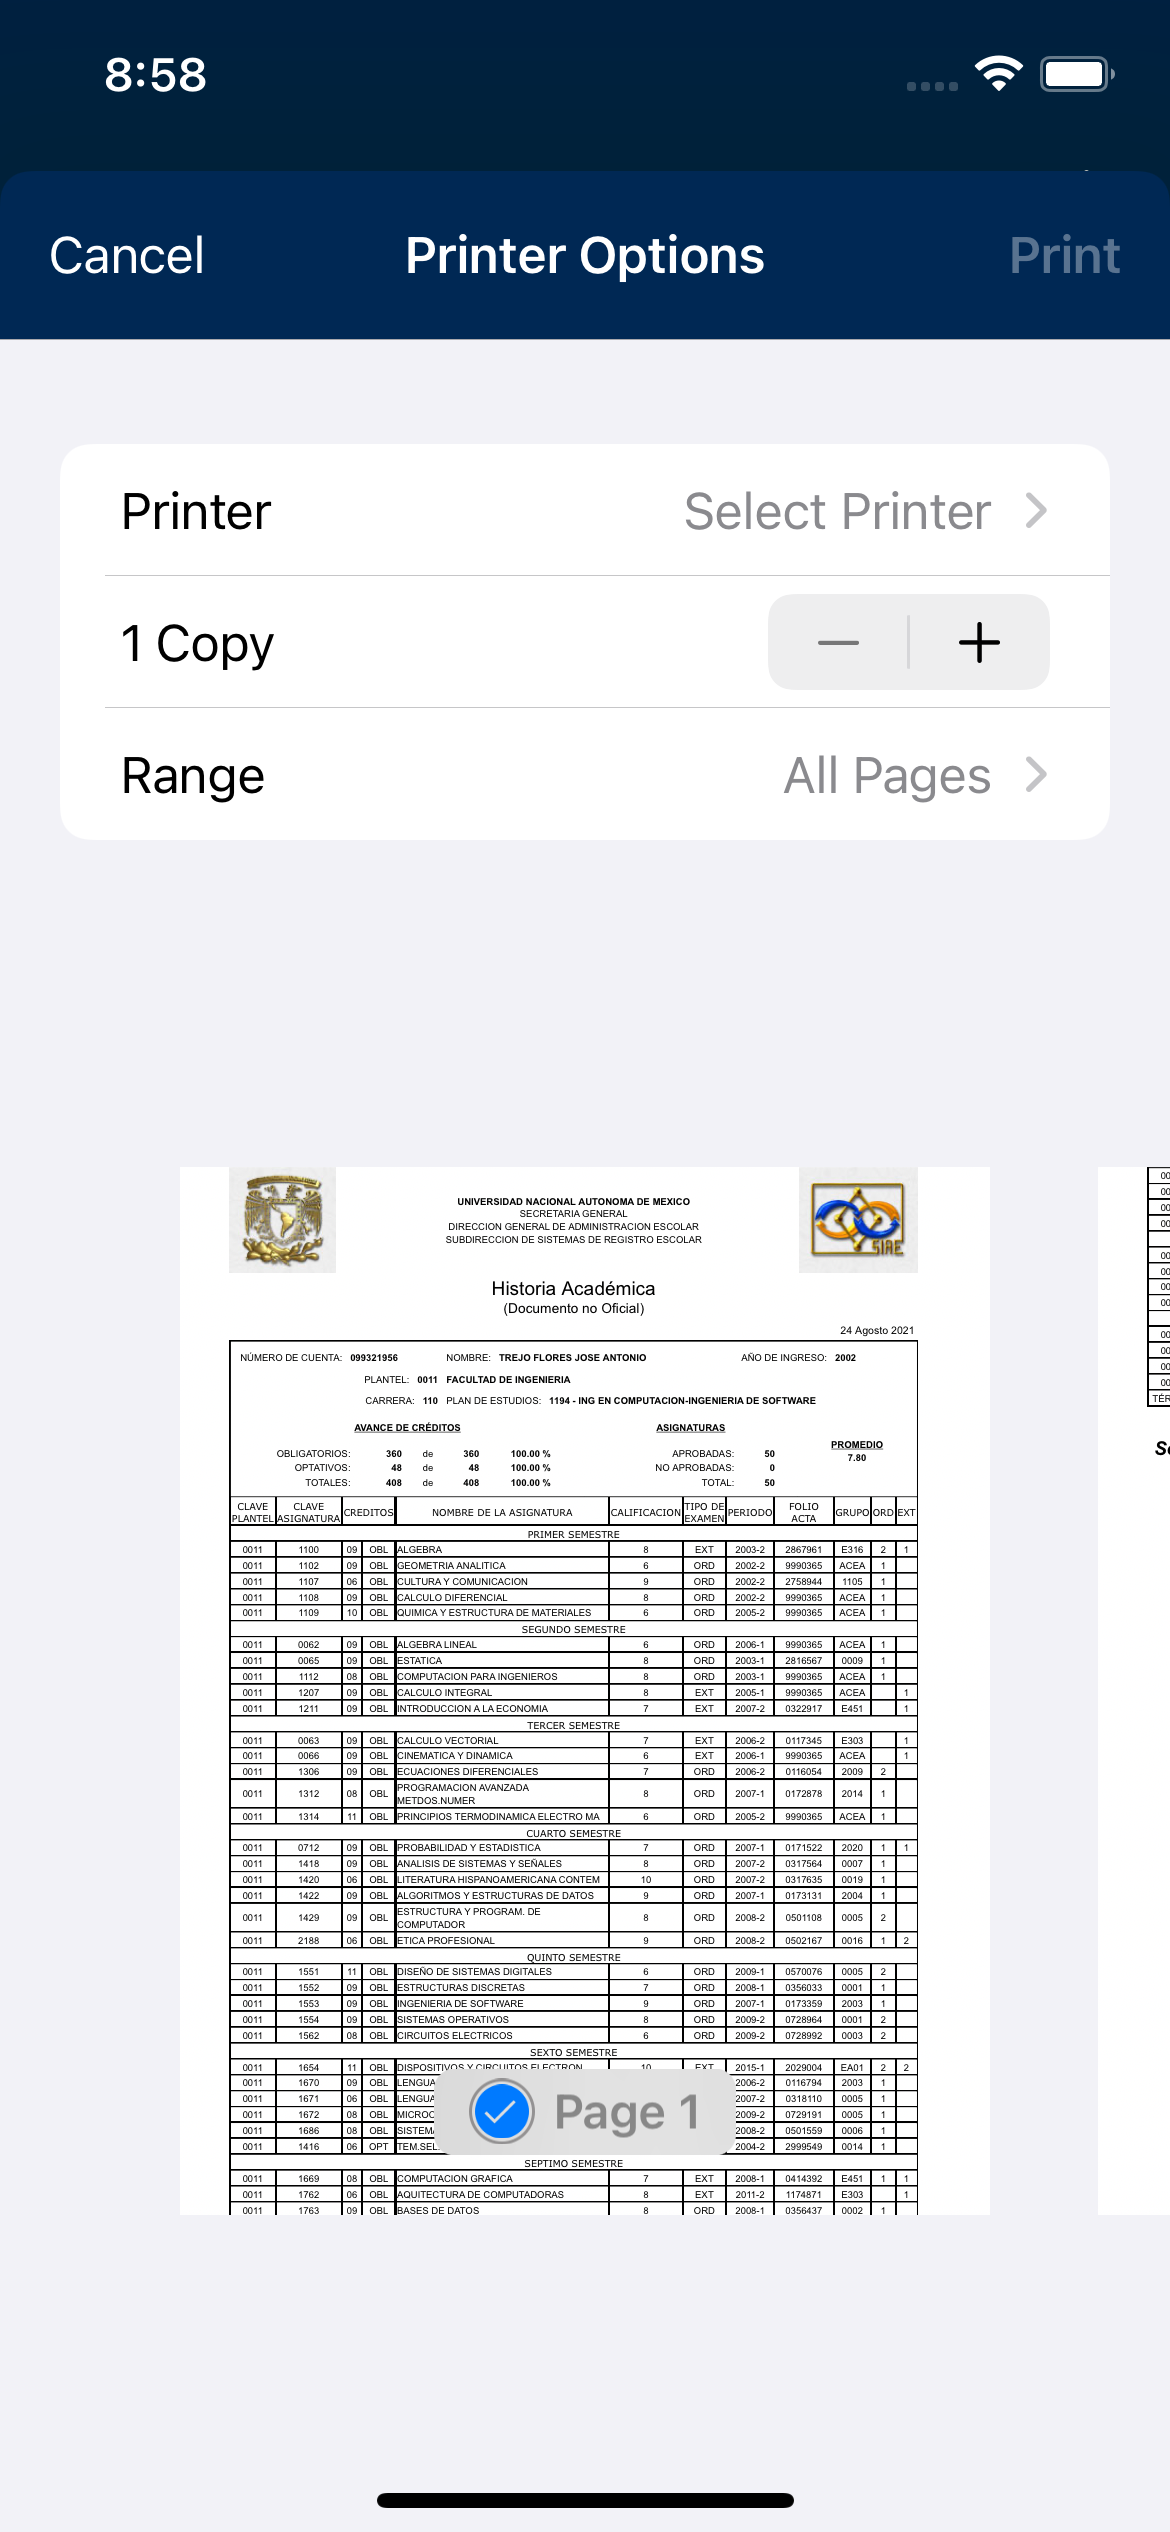 8:58
Cancel Printer Options Print
Printer Select Printer
1 Copy
Range All Pages
UNIVERSIDAD NACIONAL AUTONOMA DE MEXICO
SECRETARIA GENERAL
DIRECCION GENERAL DE ADMINISTRACION ESCOLAR
SUBDIRECCION DE SISTEMAS DE REGISTRO ESCOLAR
SIAE
Historia Académica
(Documento no Oficial)
24 Agosto 2021
NÚMERO DE CUENTA: 099321956 NOMBRE: TREJO FLORES JOSE ANTONIO AÑO DE INGRESO: 2002
PLANTEL: 0011 FACULTAD DE INGENIERIA
CARRERA: 110 PLAN DE ESTUDIOS: 1194 - ING EN COMPUTACION-INGENIERIA DE SOFTWARE
AVANCE DE CRÉDITOS ASIGNATURAS PROMEDIO
OBLIGATORIOS: 360 de 360 100.00 % APROBADAS: 50 7.80
OPTATIVOS: 48 de 48 100.00 % NO APROBADAS: 0
TOTALES: 408 de 408 100.00 % TOTAL: 50
CLAVE PLANTEL CLAVE ASIGNATURA CREDITOS NOMBRE DE LA ASIGNATURA CALIFICACION TIPO DE EXAMEN PERIODO FOLIO ACTA GRUPO ORD EXT
PRIMER SEMESTRE
0011 1100 09 OBL ALGEBRA 8 EXT 2003-2 2867961 E316 2 1
0011 1102 09 OBL GEOMETRIA ANALITICA 6 ORD 2002-2 9990365 ACEA 1
0011 1107 06 OBL CULTURA Y COMUNICACION 9 ORD 2002-2 2758944 1105 1
0011 1108 09 OBL CALCULO DIFERENCIAL 8 ORD 2002-2 9990365 ACEA 1
0011 1109 10 OBL QUIMICA Y ESTRUCTURA DE MATERIALES 6 ORD 2005-2 9990365 ACEA 1
SEGUNDO SEMESTRE
0011 0062 09 OBL ALGEBRA LINEAL 6 ORD 2006-1 9990365 ACEA 1
0011 0065 09 OBL ESTATICA 8 ORD 2003-1 2816567 0009 1
0011 1112 08 OBL COMPUTACION PARA INGENIEROS 8 ORD 2003-1 9990365 ACEA 1
0011 1207 09 OBL CALCULO INTEGRAL 8 EXT 2005-1 9990365 ACEA 1
0011 1211 09 OBL INTRODUCCION A LA ECONOMIA 7 EXT 2007-2 0322917 E451 1
TERCER SEMESTRE
0011 0063 09 OBL CALCULO VECTORIAL 7 EXT 2006-2 0117345 E303 1
0011 0066 09 OBL CINEMATICA Y DINAMICA 6 EXT 2006-1 9990365 ACEA 1
0011 1306 09 OBL ECUACIONES DIFERENCIALES 7 ORD 2006-2 0116054 2009 2
0011 1312 08 OBL PROGRAMACION AVANZADA METDOS.NUMER 8 ORD 2007-1 0172878 2014 1
0011 1314 11 OBL PRINCIPIOS TERMODINAMICA ELECTRO MA 6 ORD 2005-2 9990365 ACEA 1
CUARTO SEMESTRE
0011 0712 09 OBL PROBABILIDAD Y ESTADISTICA 7 ORD 2007-1 0171522 2020 1 1
0011 1418 09 OBL ANALISIS DE SISTEMAS Y SEÑALES 8 ORD 2007-2 0317564 0007 1
0011 1420 06 OBL LITERATURA HISPANOAMERICANA CONTEM 10 ORD 2007-2 0317635 0019 1
0011 1422 09 OBL ALGORITMOS Y ESTRUCTURAS DE DATOS 9 ORD 2007-1 0173131 2004 1
0011 1429 09 OBL ESTRUCTURA Y PROGRAM. DE COMPUTADOR 8 ORD 2008-2 0501108 0005 2
0011 2188 06 OBL ETICA PROFESIONAL 9 ORD 2008-2 0502167 0016 1 2
QUINTO SEMESTRE
0011 1551 11 OBL DISEÑO DE SISTEMAS DIGITALES 6 ORD 2009-1 0570076 0005 2
0011 1552 09 OBL ESTRUCTURAS DISCRETAS 7 ORD 2008-1 0356033 0001 1
0011 1553 09 OBL INGENIERIA DE SOFTWARE 9 ORD 2007-1 0173359 2003 1
0011 1554 09 OBL SISTEMAS OPERATIVOS 8 ORD 2009-2 0728964 0001 2
0011 1562 08 OBL CIRCUITOS ELECTRICOS 6 ORD 2009-2 0728992 0003 2
SEXTO SEMESTRE
0011 1654 11 OBL DISPOSITIVOS Y CIRCUITOS ELECTRON 10 EXT 2015-1 2029004 EA01 2 2
0011 1670 09 OBL LENGUA 2006-2 0116794 2003 1
0011 1671 06 OBL LENGUA 2007-2 0318110 0005 1
0011 1672 08 OBL MICROC 2009-2 0729191 0005 1
0011 1686 08 OBL SISTEM 2008-2 0501559 0006 1
0011 1416 06 OPT TEM.SEL. 2004-2 2999549 0014 1
Page 1
SEPTIMO SEMESTRE
0011 1669 08 OBL COMPUTACION GRAFICA 7 EXT 2008-1 0414392 E451 1 1
0011 1762 06 OBL AQUITECTURA DE COMPUTADORAS 8 EXT 2011-2 1174871 E303 1
0011 1763 09 OBL BASES DE DATOS 8 ORD 2008-1 0356437 0002 1